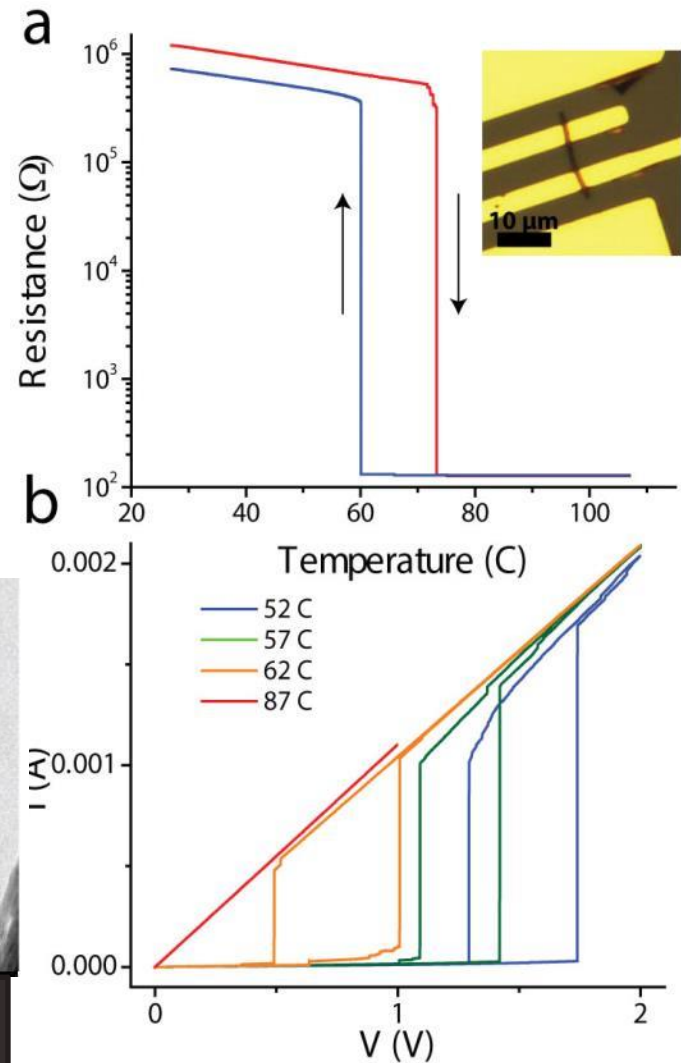 a
10⁶
10⁵
10⁴
10³
10²
Resistance (Ω)
10 μm
20 40 60 80 100
Temperature (C)
b
0.002
0.001
0.000
I (A)
52 C
57 C
62 C
87 C
0 1 2
V (V)